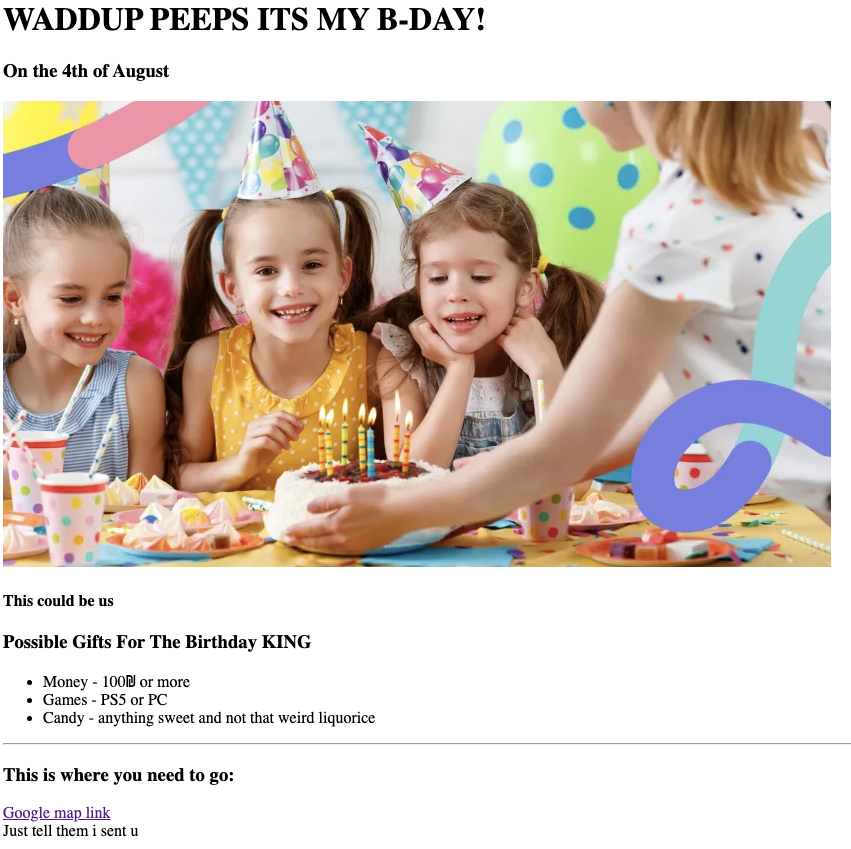 WADDUP PEEPS ITS MY B-DAY!
On the 4th of August
This could be us
Possible Gifts For The Birthday KING
• Money - 100₪ or more
• Games - PS5 or PC
• Candy - anything sweet and not that weird liquorice
This is where you need to go:
Google map link
Just tell them i sent u